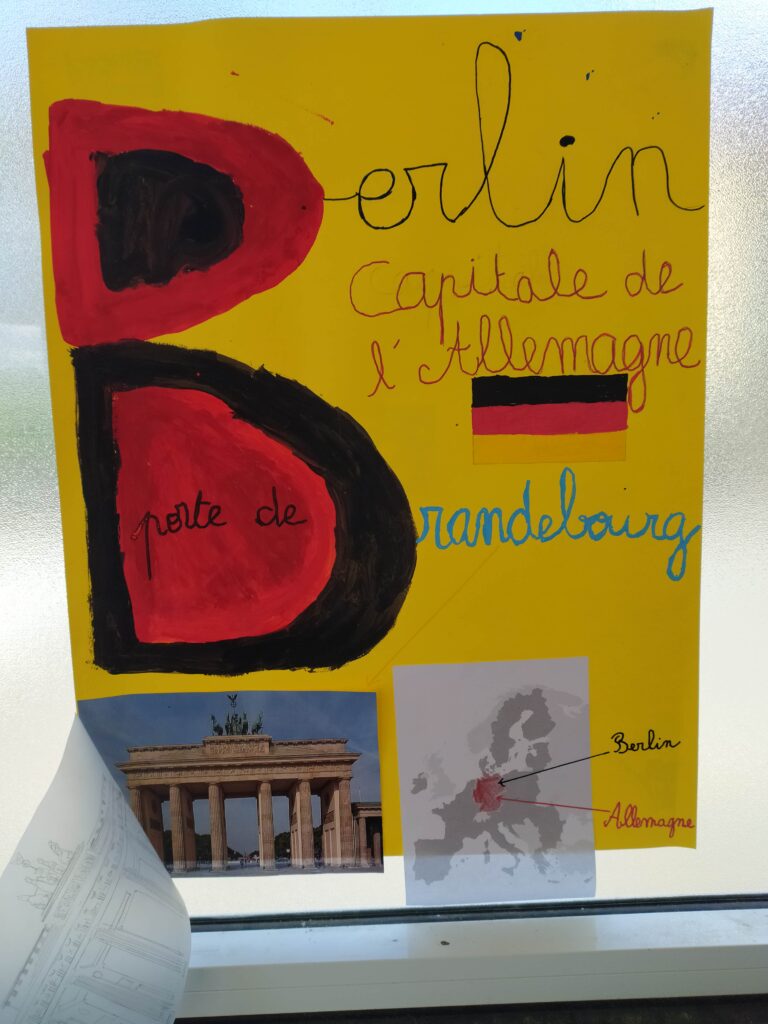 Berlin
Capitale de
l'Allemagne
porte de Brandebourg
Berlin
Allemagne